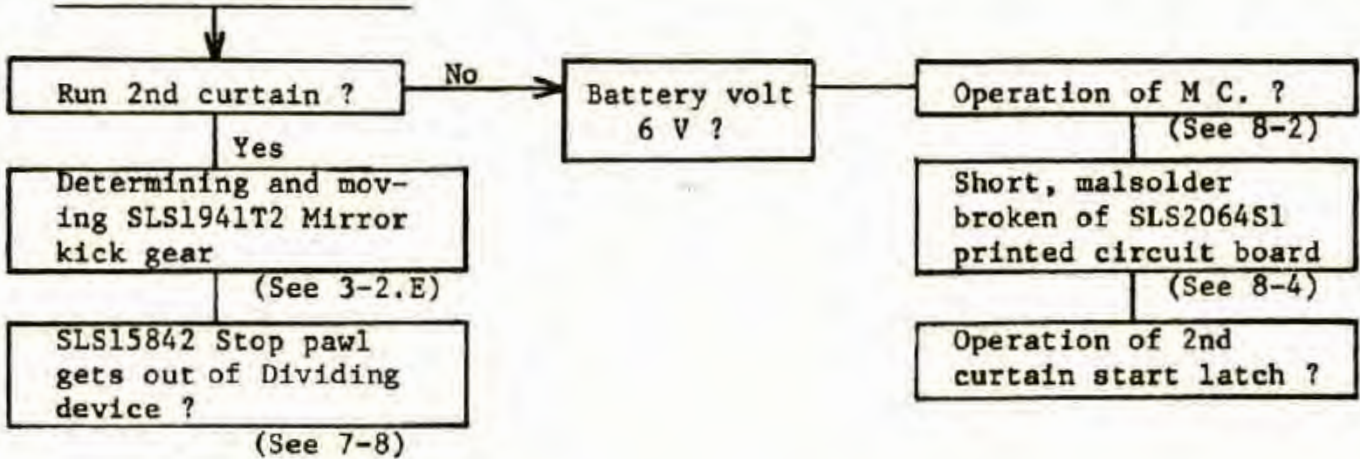 Run 2nd curtain ?
No
Battery volt
6 V ?
Operation of M C. ?
(See 8-2)
Yes
Determining and mov-
ing SLS1941T2 Mirror
kick gear
(See 3-2.E)
Short, malsolder
broken of SLS2064S1
printed circuit board
(See 8-4)
SLS15842 Stop pawl
gets out of Dividing
device ?
(See 7-8)
Operation of 2nd
curtain start latch ?